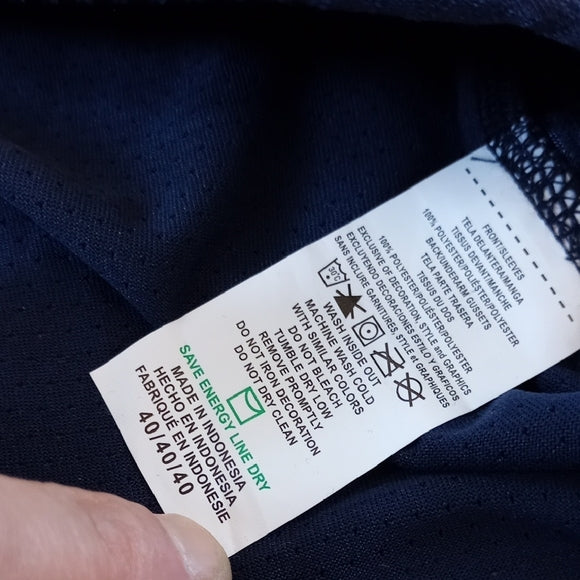 FRONT/SLEEVES
TELA DELANTERA/MANGA
TISSUS DEVANT/MANCHE
100% POLYESTER/POLIÉSTER/POLYESTER
BACK/UNDERARM GUSSETS
TELA PARTE TRASERA
TISSUS DU DOS
100% POLYESTER/POLIÉSTER/POLYESTER
EXCLUSIVE OF DECORATION STYLE and GRAPHICS
EXCLUYENDO DECORACIONES ESTILO Y GRAFICOS
SANS INCLURE GARNITURES STYLE et GRAPHIQUES
30°C
WASH INSIDE OUT
MACHINE WASH COLD
WITH SIMILAR COLORS
DO NOT BLEACH
TUMBLE DRY LOW
REMOVE PROMPTLY
DO NOT IRON DECORATION
DO NOT DRY CLEAN
SAVE ENERGY LINE DRY
MADE IN INDONESIA
HECHO EN INDONESIA
FABRIQUÉ EN INDONESIE
40/40/40